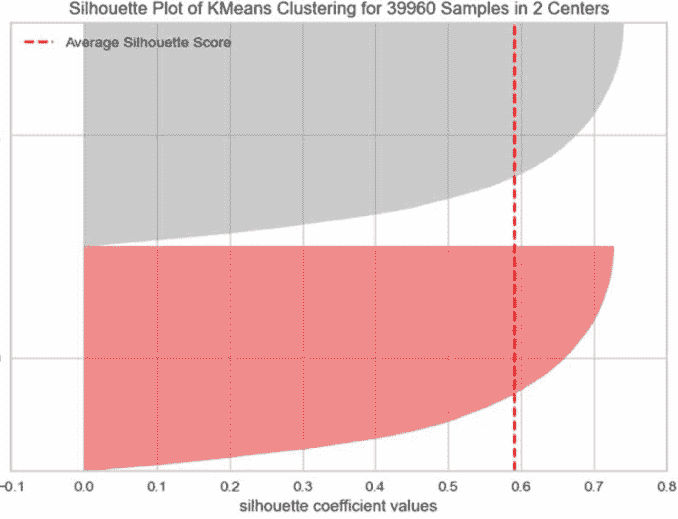 Silhouette Plot of KMeans Clustering for 39960 Samples in 2 Centers
Average Silhouette Score
-0.1 0.0 0.1 0.2 0.3 0.4 0.5 0.6 0.7 0.8
silhouette coefficient values